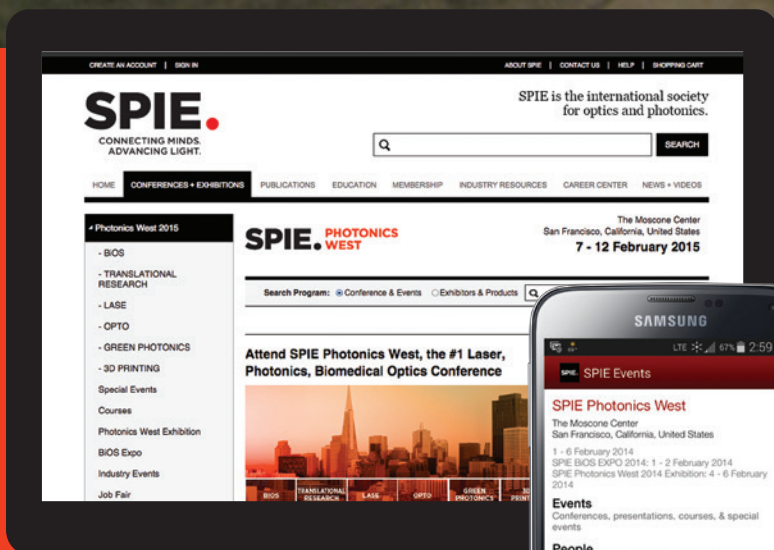 CREATE AN ACCOUNT | SIGN IN
ABOUT SPIE | CONTACT US | HELP | SHOPPING CART
SPIE.
CONNECTING MINDS.
ADVANCING LIGHT.
SPIE is the international society
for optics and photonics.
SEARCH
HOME CONFERENCES + EXHIBITIONS PUBLICATIONS EDUCATION MEMBERSHIP INDUSTRY RESOURCES CAREER CENTER NEWS + VIDEOS
Photonics West 2015
- BiOS
- TRANSLATIONAL
RESEARCH
- LASE
- OPTO
- GREEN PHOTONICS
- 3D PRINTING
Special Events
Courses
Photonics West Exhibition
BiOS Expo
Industry Events
Job Fair
SPIE. PHOTONICS
WEST
The Moscone Center
San Francisco, California, United States
7 - 12 February 2015
Search Program: Conference & Events Exhibitors & Products
Attend SPIE Photonics West, the #1 Laser,
Photonics, Biomedical Optics Conference
BIOS
TRANSLATIONAL
RESEARCH
LASE
OPTO
GREEN
PHOTONICS
3D
SAMSUNG
LTE 67% 2:59
SPIE. SPIE Events
SPIE Photonics West
The Moscone Center
San Francisco, California, United States
1 - 6 February 2014
SPIE BiOS EXPO 2014: 1 - 2 February 2014
SPIE Photonics West 2014 Exhibition: 4 - 6 February
2014
Events
Conferences, presentations, courses, & special
events
People